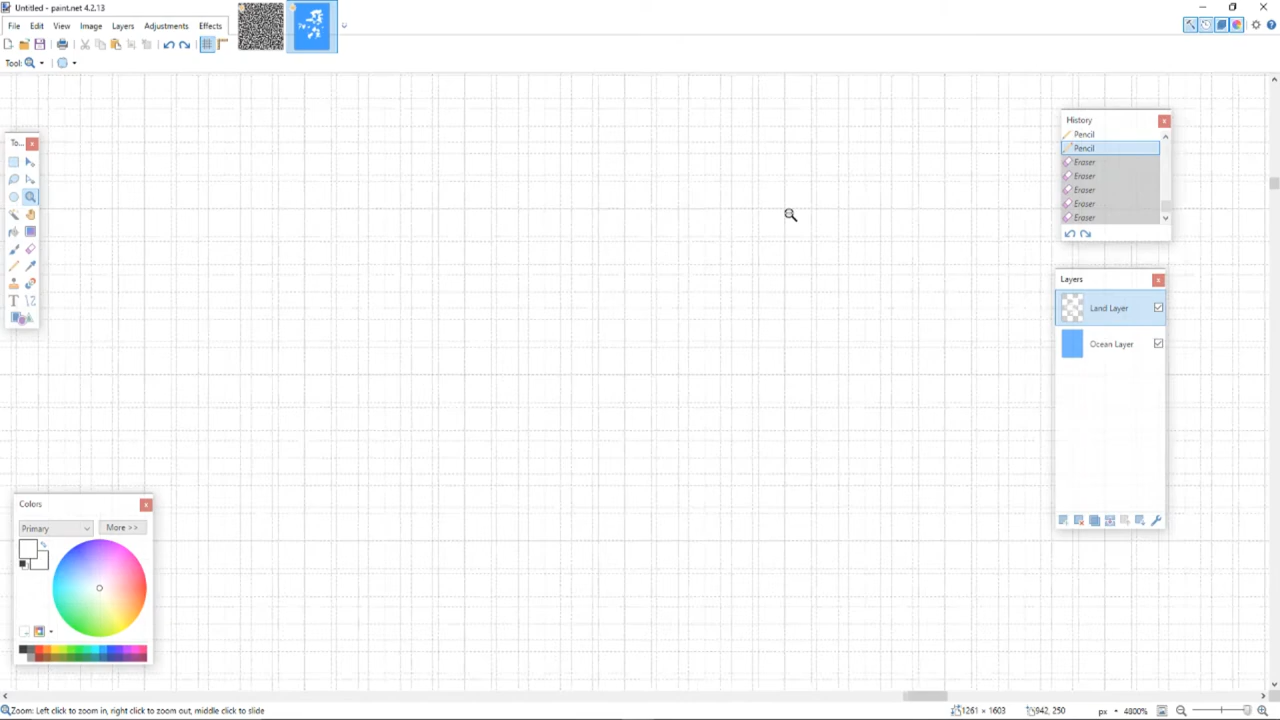 Untitled - paint.net 4.2.13
File Edit View Image Layers Adjustments Effects
Tool:
To...
History
Pencil
Pencil
Eraser
Eraser
Eraser
Eraser
Eraser
Layers
Land Layer
Ocean Layer
Colors
Primary
More >>
Zoom: Left click to zoom in, right click to zoom out, middle click to slide
1261 × 1603
942, 250
px
4800%